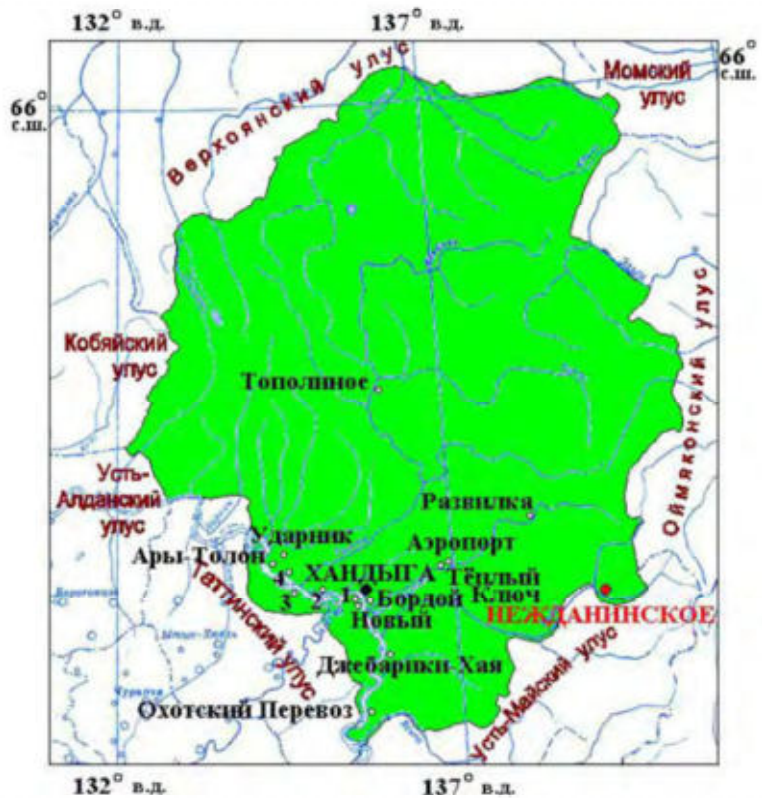 132° в.д.
137° в.д.
66°
с.ш.
66°
с.ш.
Верхоянский улус
Момский
улус
Кобяйский
улус
Тополиное
Оймяконский улус
Усть-
Алданский
улус
Развилка
Ударник
Аэропорт
Ары-Толон
4
ХАНДЫГА
Тёплый
Ключ
3
2
1
Бордой
Новый
НЕЖДАНИНСКОЕ
Таттинский улус
Джебарики-Хая
Усть-Майский улус
Охотский Перевоз
132° в.д.
137° в.д.